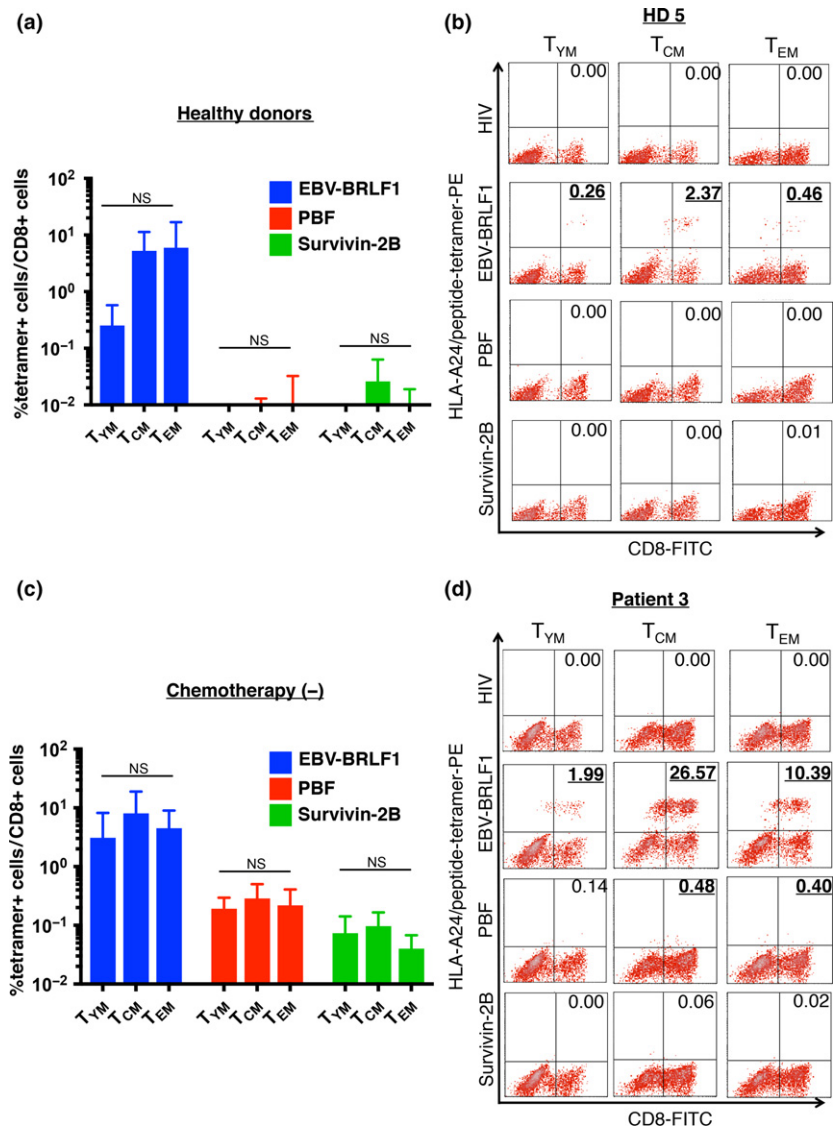 (a)
Healthy donors
%tetramer+ cells/CD8+ cells
10²
10¹
10⁰
10⁻¹
10⁻²
EBV-BRLF1
PBF
Survivin-2B
NS
NS
NS
TYM TCM TEM
TYM TCM TEM
TYM TCM TEM
(b)
HD 5
TYM TCM TEM
HLA-A24/peptide-tetramer-PE
HIV
0.00 0.00 0.00
EBV-BRLF1
0.26 2.37 0.46
PBF
0.00 0.00 0.00
Survivin-2B
0.00 0.00 0.01
CD8-FITC
(c)
Chemotherapy (–)
%tetramer+ cells/CD8+ cells
10²
10¹
10⁰
10⁻¹
10⁻²
EBV-BRLF1
PBF
Survivin-2B
NS
NS
NS
TYM TCM TEM
TYM TCM TEM
TYM TCM TEM
(d)
Patient 3
TYM TCM TEM
HLA-A24/peptide-tetramer-PE
HIV
0.00 0.00 0.00
EBV-BRLF1
1.99 26.57 10.39
PBF
0.14 0.48 0.40
Survivin-2B
0.00 0.06 0.02
CD8-FITC